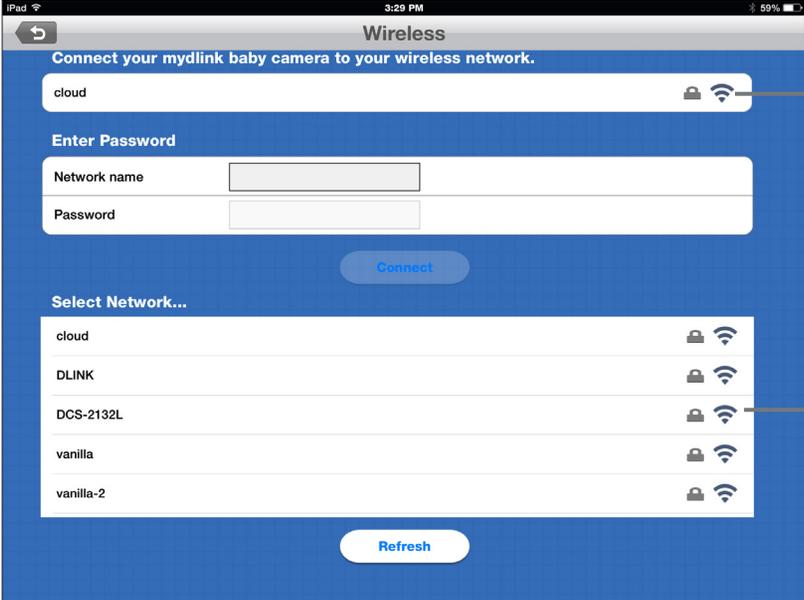 iPad 3:29 PM 59%
Wireless
Connect your mydlink baby camera to your wireless network.
cloud
Enter Password
Network name
Password
Connect
Select Network...
cloud
DLINK
DCS-2132L
vanilla
vanilla-2
Refresh